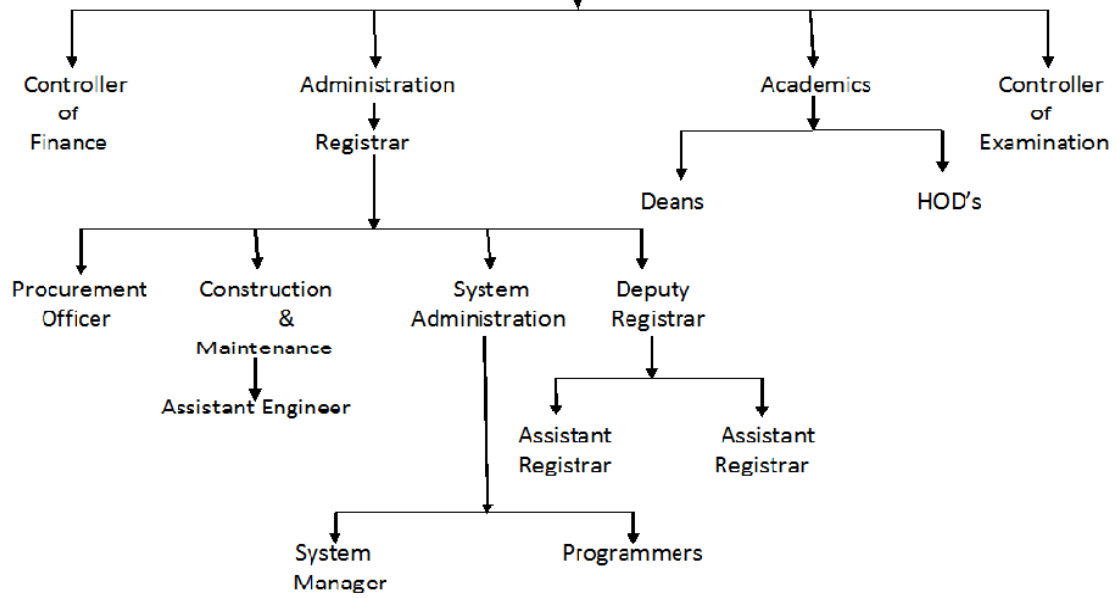 Controller
of
Finance
Administration
Registrar
Academics
Controller
of
Examination
Deans
HOD's
Procurement
Officer
Construction
&
Maintenance
Assistant Engineer
System
Administration
Deputy
Registrar
Assistant
Registrar
Assistant
Registrar
System
Manager
Programmers